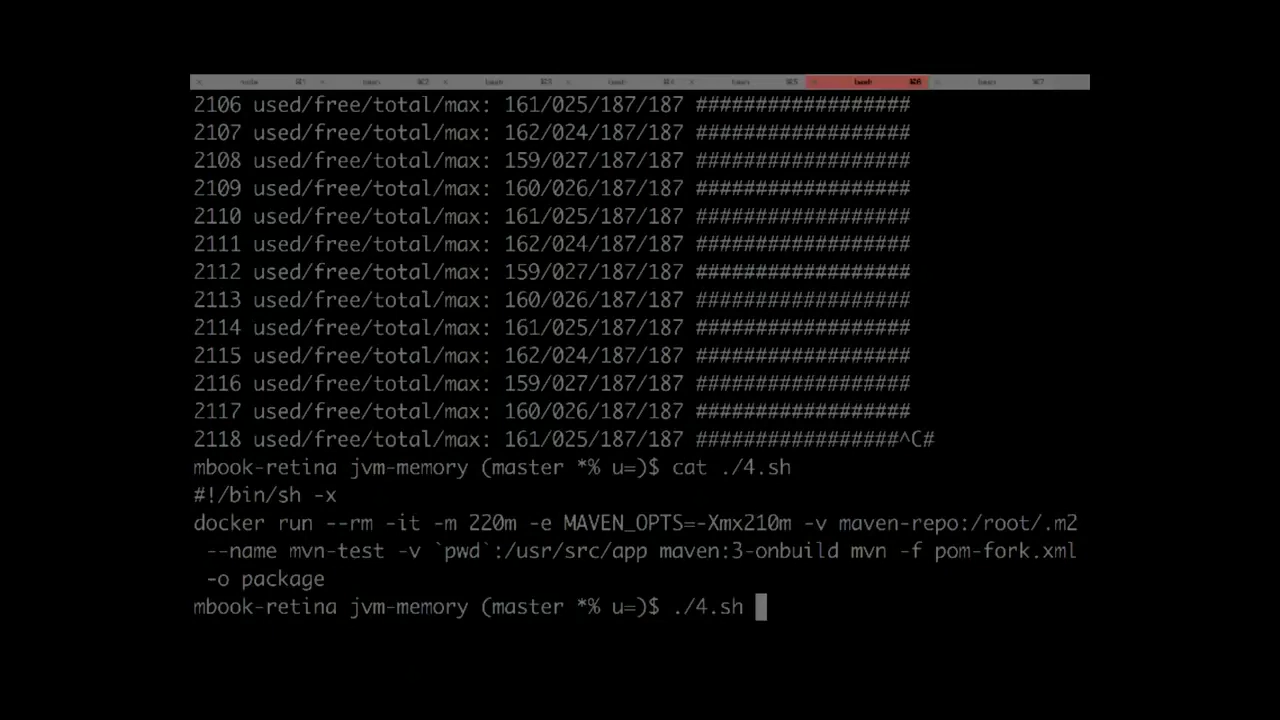 ⌘1 ⌘2 ⌘3 ⌘4 ⌘5 bash ⌘6 ⌘7
2106 used/free/total/max: 161/025/187/187 ##################
2107 used/free/total/max: 162/024/187/187 ##################
2108 used/free/total/max: 159/027/187/187 ##################
2109 used/free/total/max: 160/026/187/187 ##################
2110 used/free/total/max: 161/025/187/187 ##################
2111 used/free/total/max: 162/024/187/187 ##################
2112 used/free/total/max: 159/027/187/187 ##################
2113 used/free/total/max: 160/026/187/187 ##################
2114 used/free/total/max: 161/025/187/187 ##################
2115 used/free/total/max: 162/024/187/187 ##################
2116 used/free/total/max: 159/027/187/187 ##################
2117 used/free/total/max: 160/026/187/187 ##################
2118 used/free/total/max: 161/025/187/187 #################^C#
mbook-retina jvm-memory (master *% u=)$ cat ./4.sh
#!/bin/sh -x
docker run --rm -it -m 220m -e MAVEN_OPTS=-Xmx210m -v maven-repo:/root/.m2
--name mvn-test -v `pwd`:/usr/src/app maven:3-onbuild mvn -f pom-fork.xml
-o package
mbook-retina jvm-memory (master *% u=)$ ./4.sh